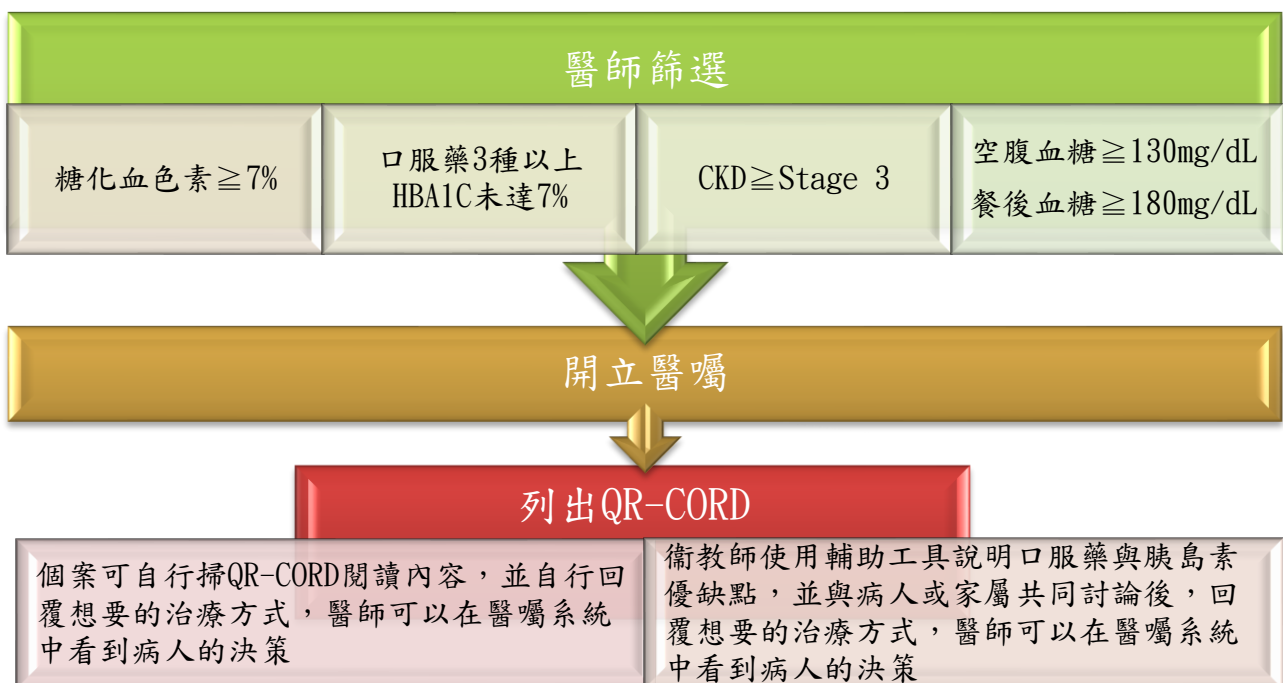 醫師篩選
糖化血色素≧7%
口服藥3種以上
HBA1C未達7%
CKD≧Stage 3
空腹血糖≧130mg/dL
餐後血糖≧180mg/dL
開立醫囑
列出QR-CORD
個案可自行掃QR-CORD閱讀內容，並自行回
覆想要的治療方式，醫師可以在醫囑系統
中看到病人的決策
衞教師使用輔助工具說明口服藥與胰島素
優缺點，並與病人或家屬共同討論後，回
覆想要的治療方式，醫師可以在醫囑系統
中看到病人的決策